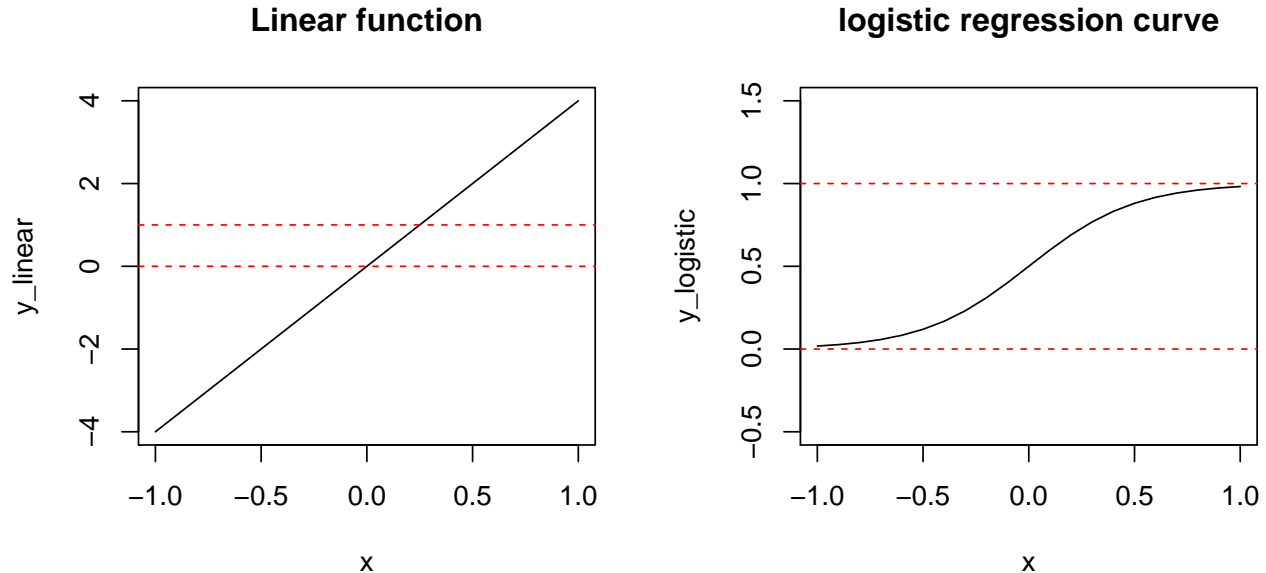 Linear function
y_linear
4
2
0
−2
−4
−1.0 −0.5 0.0 0.5 1.0
x
logistic regression curve
y_logistic
1.5
1.0
0.5
0.0
−0.5
−1.0 −0.5 0.0 0.5 1.0
x